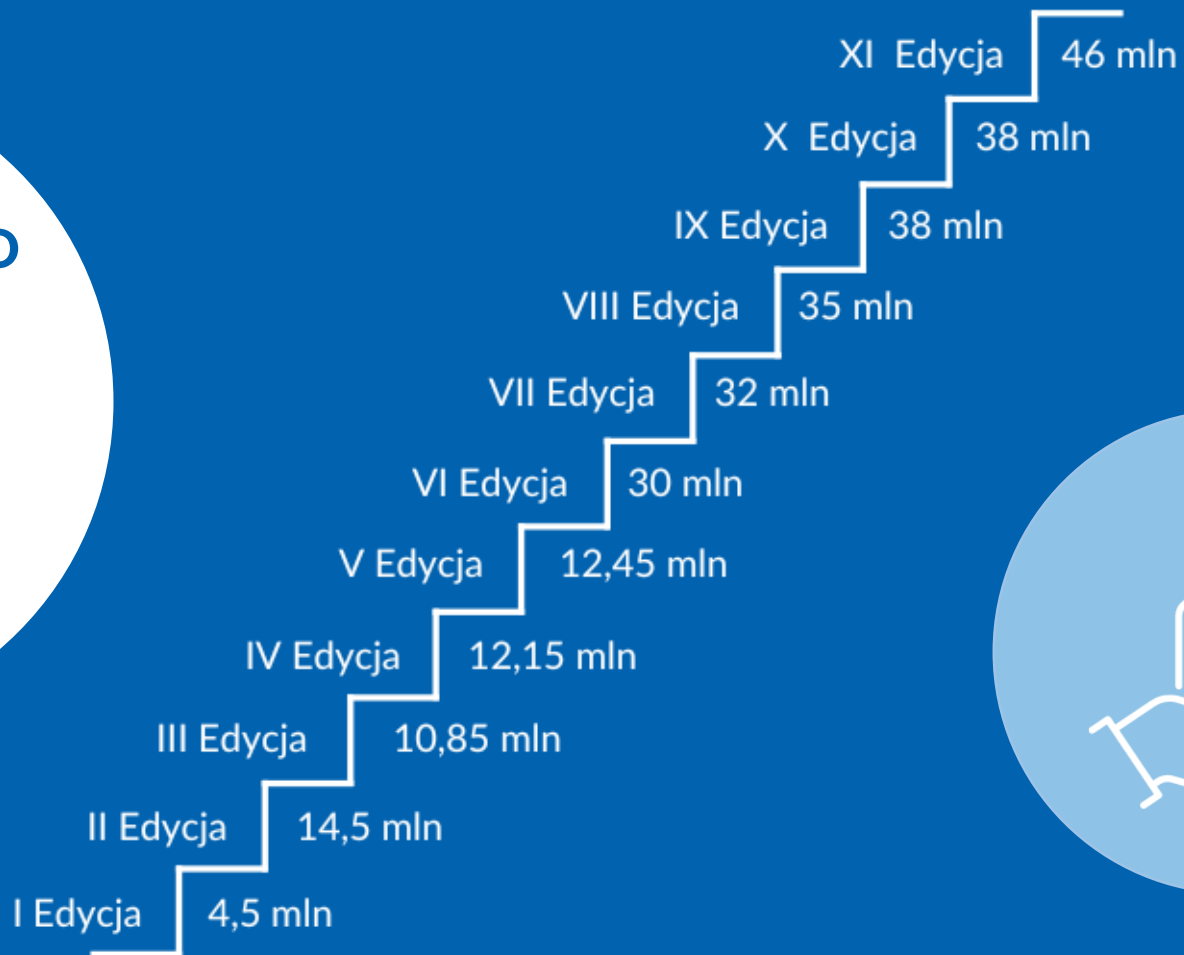 XI Edycja 46 mln
X Edycja 38 mln
IX Edycja 38 mln
VIII Edycja 35 mln
VII Edycja 32 mln
VI Edycja 30 mln
V Edycja 12,45 mln
IV Edycja 12,15 mln
III Edycja 10,85 mln
II Edycja 14,5 mln
I Edycja 4,5 mln